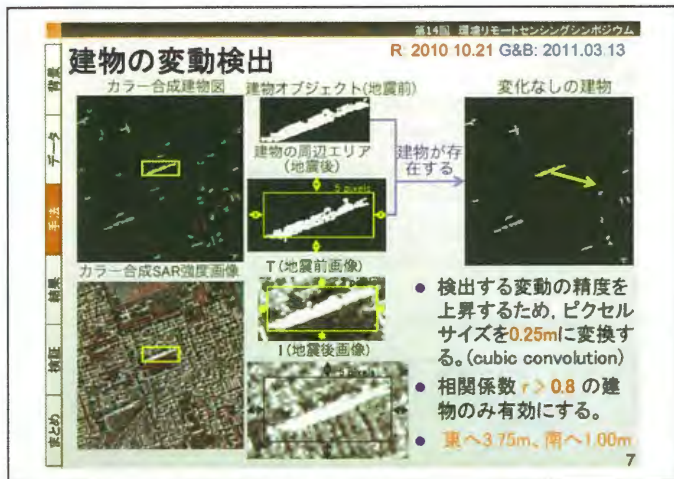 第14回 環境リモートセンシングシンポジウム
建物の変動検出
R: 2010 10.21 G&B: 2011.03.13
背景
データ
手法
結果
検証
まとめ
カラー合成建物図
建物オブジェクト(地震前)
建物の周辺エリア
(地震後)
5 pixels
建物が存
在する
変化なしの建物
カラー合成SAR強度画像
T(地震前画像)
I(地震後画像)
● 検出する変動の精度を
上昇するため, ピクセル
サイズを0.25mに変換す
る。(cubic convolution)
● 相関係数 r > 0.8 の建
物のみ有効にする。
● 東へ3.75m、南へ1.00m
7